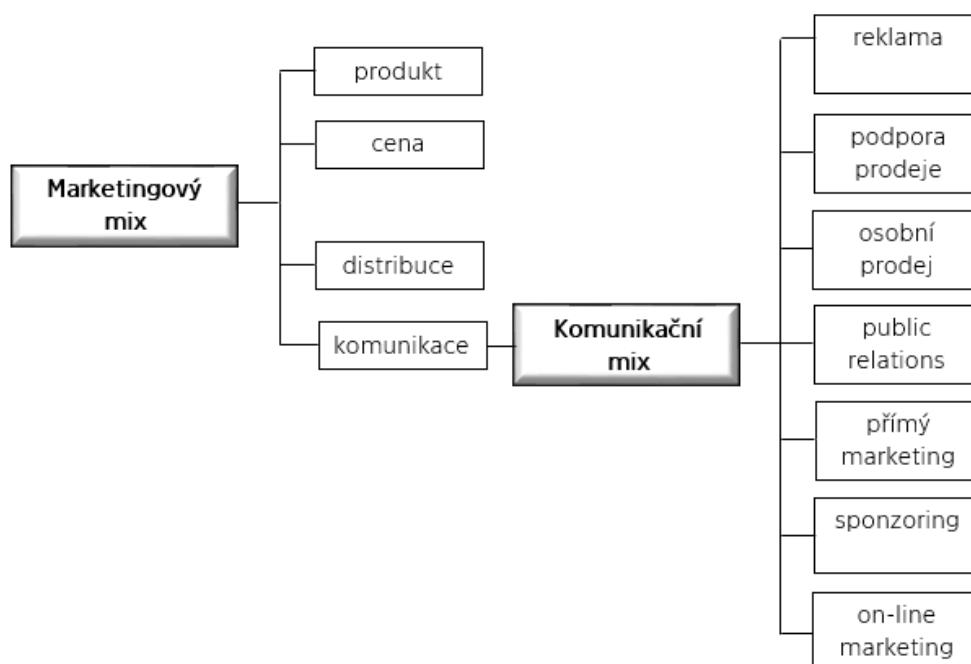 Marketingový
mix
produkt
cena
distribuce
komunikace
Komunikační
mix
reklama
podpora
prodeje
osobní
prodej
public
relations
přímý
marketing
sponzoring
on-line
marketing